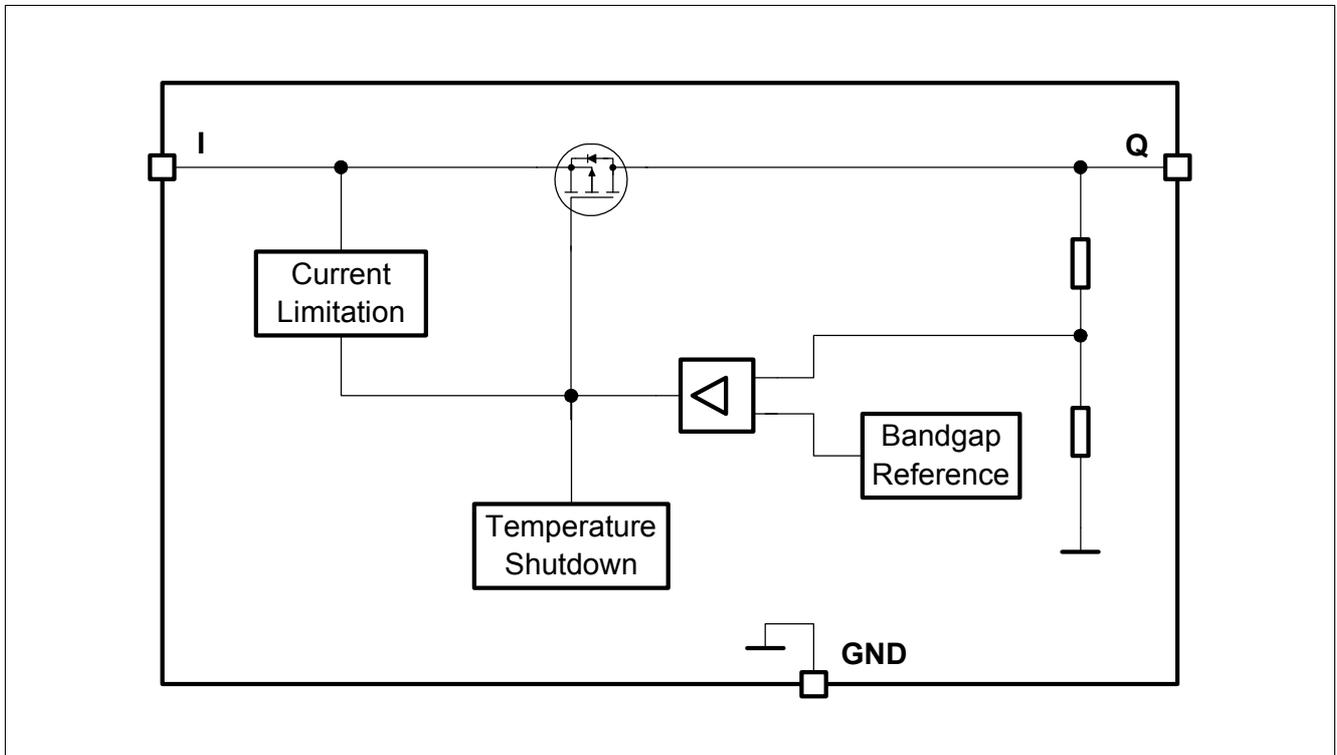 I
Q
Current
Limitation
Bandgap
Reference
Temperature
Shutdown
GND